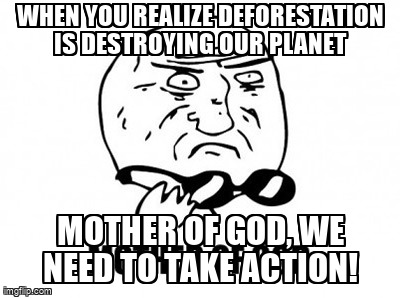 WHEN YOU REALIZE DEFORESTATION
IS DESTROYING OUR PLANET
MOTHER OF GOD, WE
NEED TO TAKE ACTION!
imgflip.com